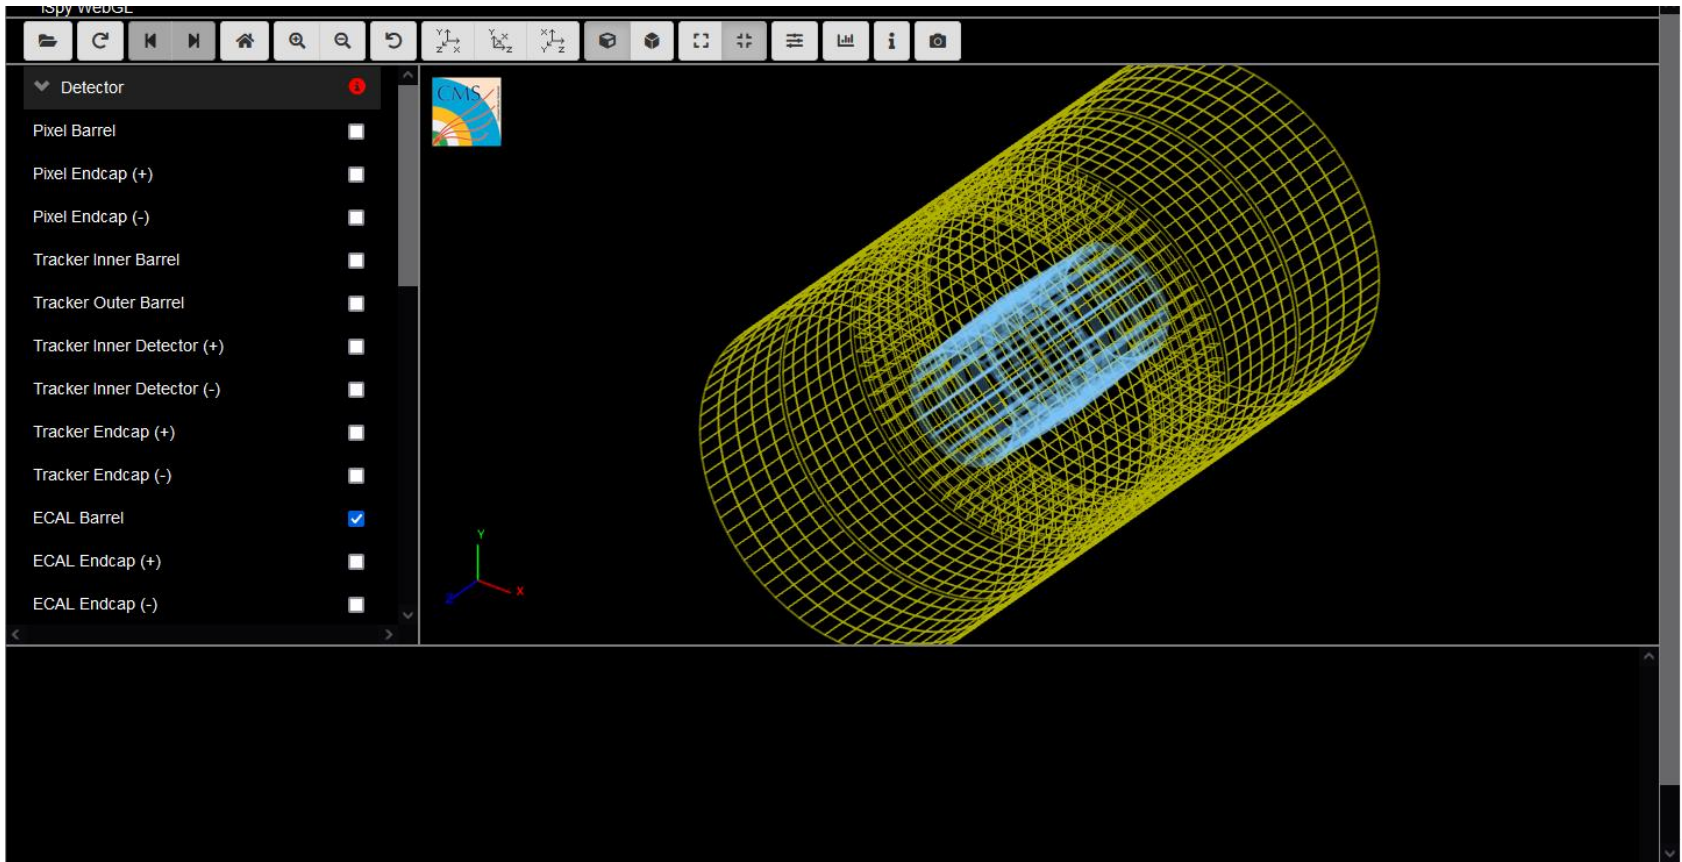 iSpy WebGL
Y X Z
Y X Z
X Z Y
Detector
CMS
Pixel Barrel
Pixel Endcap (+)
Pixel Endcap (-)
Tracker Inner Barrel
Tracker Outer Barrel
Tracker Inner Detector (+)
Tracker Inner Detector (-)
Tracker Endcap (+)
Tracker Endcap (-)
ECAL Barrel
ECAL Endcap (+)
ECAL Endcap (-)
Y
X
Z